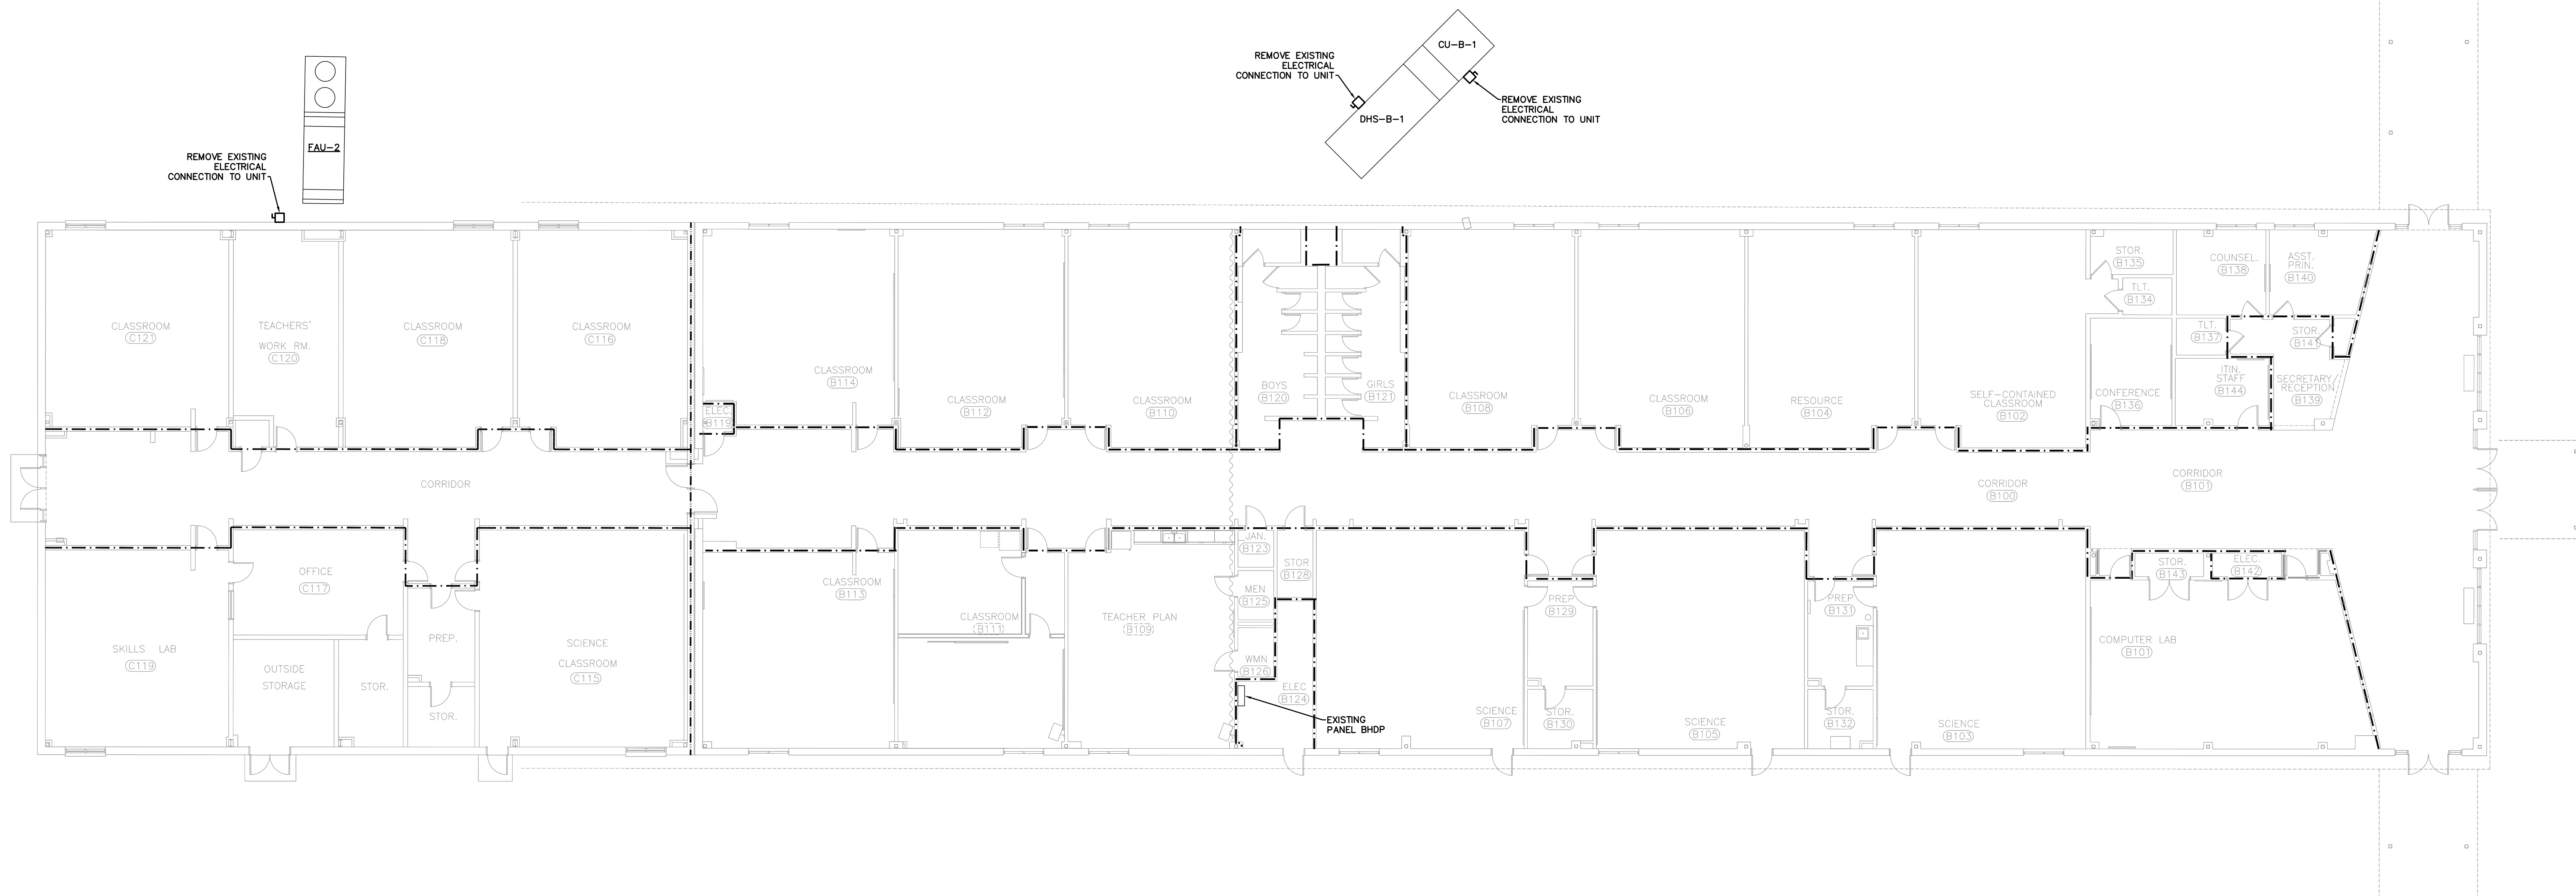 CU-B-1
REMOVE EXISTING
ELECTRICAL
CONNECTION TO UNIT
REMOVE EXISTING
ELECTRICAL
CONNECTION TO UNIT
DHS-B-1
FAU-2
REMOVE EXISTING
ELECTRICAL
CONNECTION TO UNIT
CLASSROOM
C121
TEACHERS'
WORK RM.
C120
CLASSROOM
C118
CLASSROOM
C116
CLASSROOM
B114
ELEC.
B119
CLASSROOM
B112
CLASSROOM
B110
BOYS
B120
GIRLS
B121
CLASSROOM
B108
CLASSROOM
B106
RESOURCE
B104
SELF-CONTAINED
CLASSROOM
B102
STOR.
B135
TLT.
B134
CONFERENCE
B136
COUNSEL.
B138
ASST.
PRIN.
B140
TLT.
B137
STOR.
B141
ITIN.
STAFF
B144
SECRETARY/
RECEPTION
B139
CORRIDOR
CORRIDOR
B100
CORRIDOR
B101
SKILLS LAB
C119
OFFICE
C117
OUTSIDE
STORAGE
STOR.
PREP.
STOR.
SCIENCE
CLASSROOM
C115
CLASSROOM
B113
CLASSROOM
B111
TEACHER PLAN
B109
JAN.
B123
MEN
B125
WMN
B126
STOR
B128
ELEC
B124
EXISTING
PANEL BHDP
SCIENCE
B107
PREP
B129
STOR.
B130
SCIENCE
B105
PREP
B131
STOR.
B132
SCIENCE
B103
COMPUTER LAB
B101
STOR.
B143
ELEC.
B142